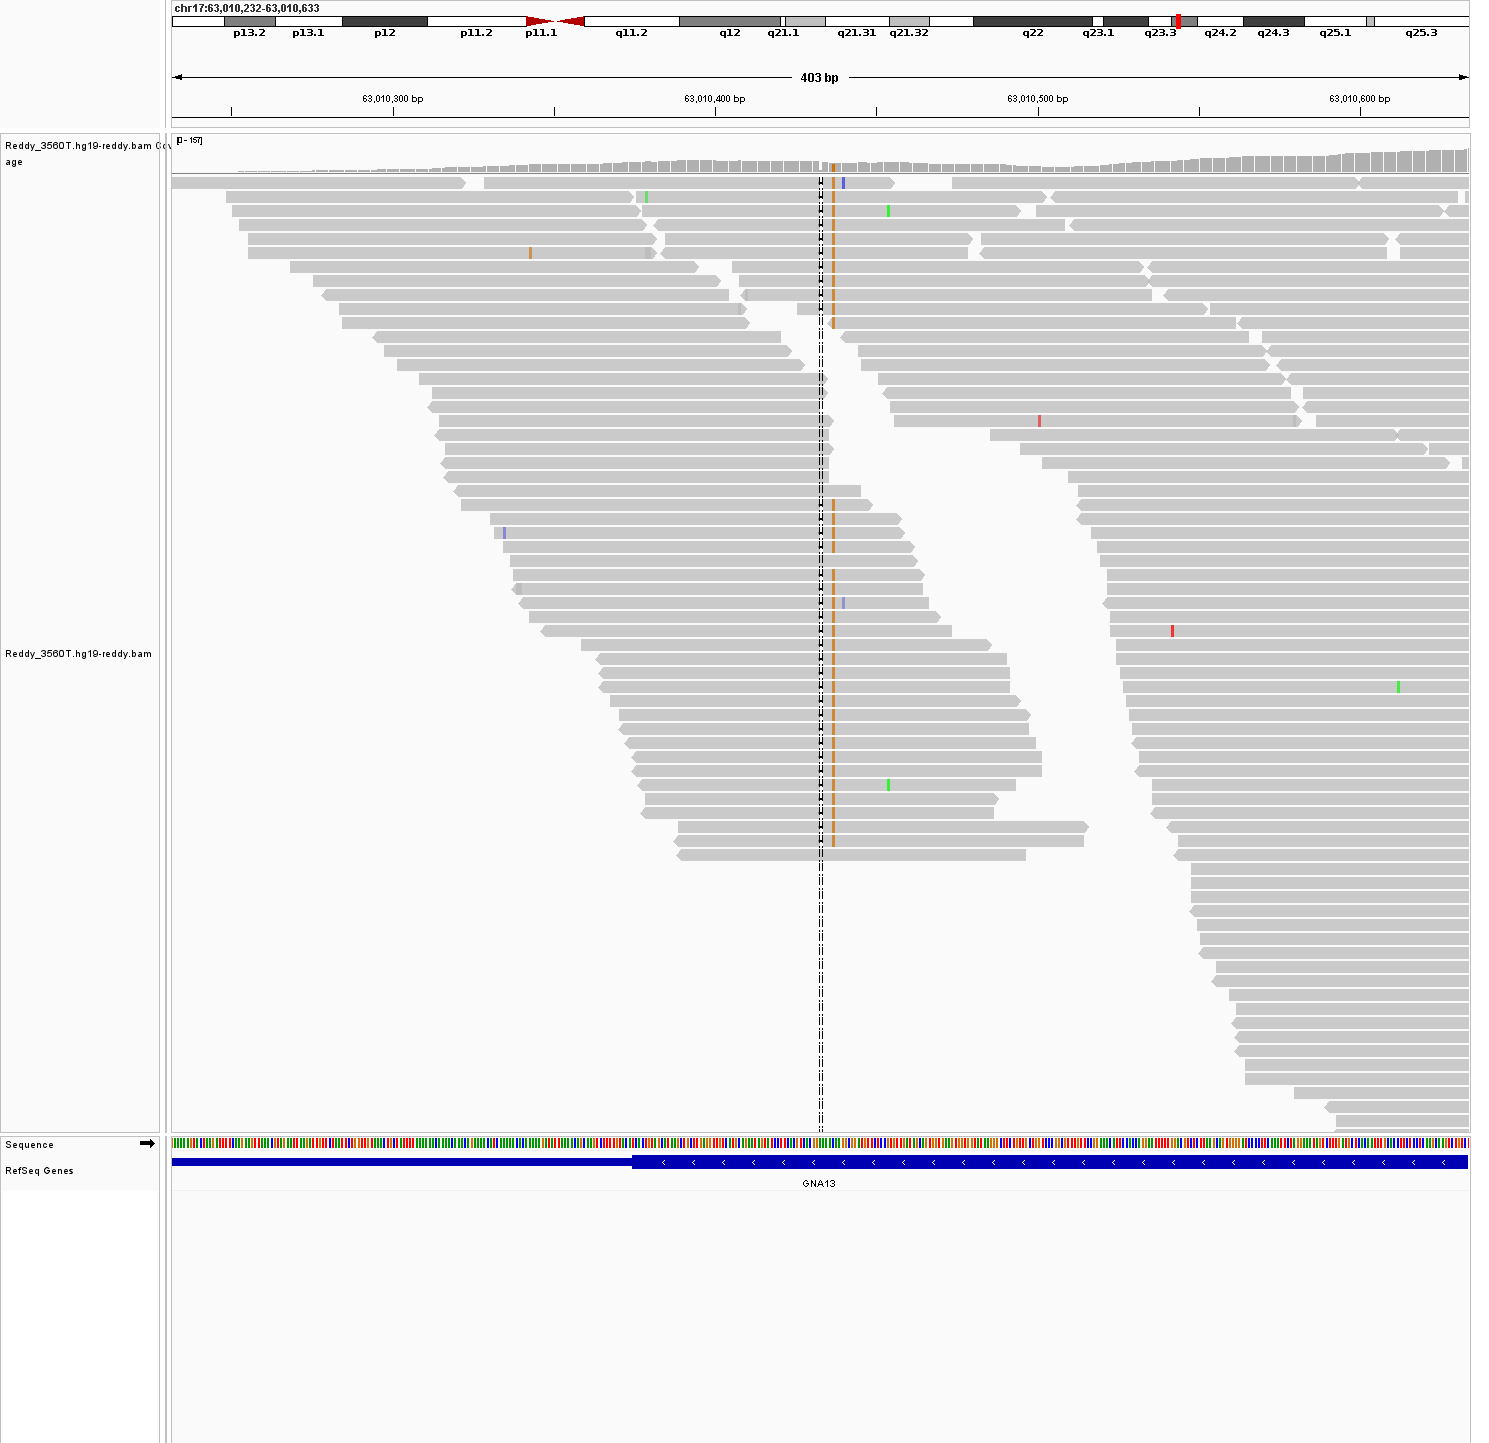 chr17:63,010,232-63,010,633
p13.2 p13.1 p12 p11.2 p11.1 q11.2 q12 q21.1 q21.31 q21.32 q22 q23.1 q23.3 q24.2 q24.3 q25.1 q25.3
403 bp
63,010,300 bp 63,010,400 bp 63,010,500 bp 63,010,600 bp
[0 - 157]
Reddy_3560T.hg19-reddy.bam Cov
age
Reddy_3560T.hg19-reddy.bam
Sequence
RefSeq Genes
GNA13